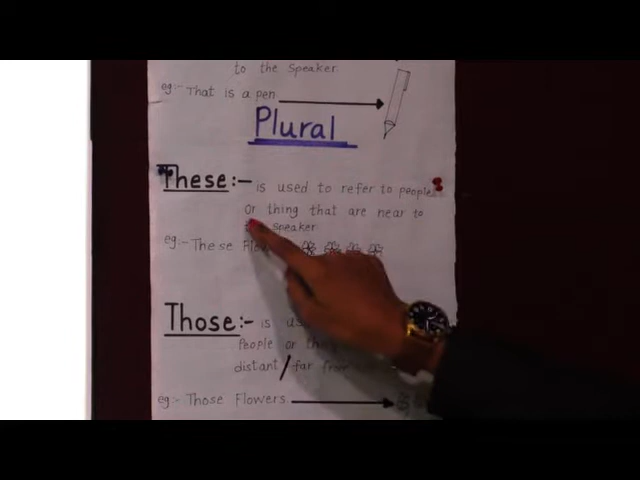 to the Speaker.
eg:- That is a pen
Plural
These:- is used to refer to people
Or thing that are near to
Speaker
eg:- These
Those:- is
People or
distant/far from
eg:- Those Flowers